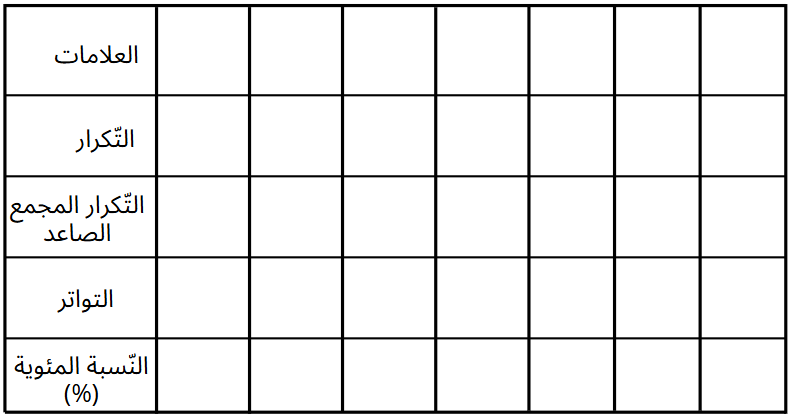 العلامات
التّكرار
التّكرار المجمع
الصاعد
التواتر
النّسبة المئوية
(%)